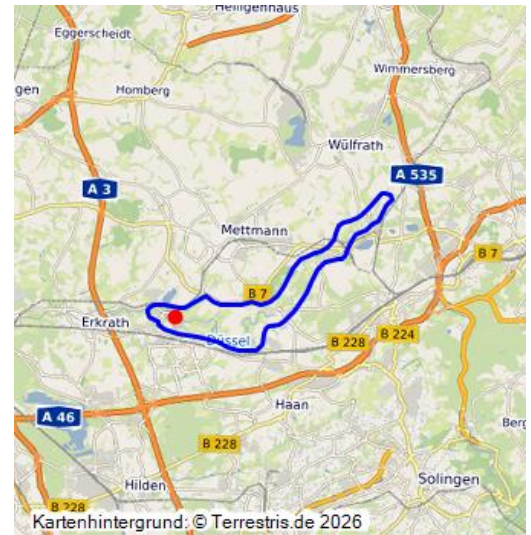 Heiligenhaus
Eggerscheidt
Wimmersberg
gen
Homberg
Wülfrath
A 535
A 3
Mettmann
B 7
B 7
Erkrath
Düssel
B 228
B 224
Haan
A 46
Berg
B 228
Solingen
Hilden
B 228
Kartenhintergrund: © Terrestris.de 2026